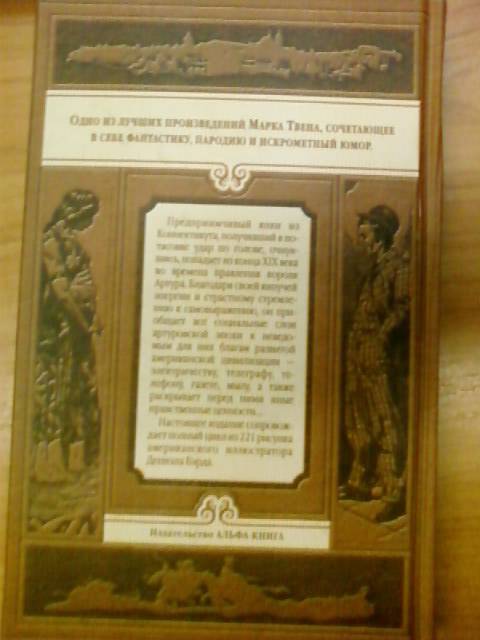 Одно из лучших произведений Марка Твена, сочетающее
в себе фантастику, пародию и искрометный юмор.
Предприимчивый янки из
Коннектикута, получивший в по-
тасовке удар по голове, очнув-
шись, попадает из конца XIX века
во времена правления короля
Артура. Благодаря своей кипучей
энергии и страстному стремле-
нию к самовыражению, он при-
общает все социальные слои
артуровской эпохи к неведо-
мым для них благам развитой
американской цивилизации —
электричеству, телеграфу, те-
лефону, газете, мылу, а также
раскрывает перед ними иные
нравственные ценности...
Настоящее издание сопровож-
дает полный цикл из 221 рисунка
американского иллюстратора
Дэниела Бэрда.
Издательство АЛЬФА-КНИГА